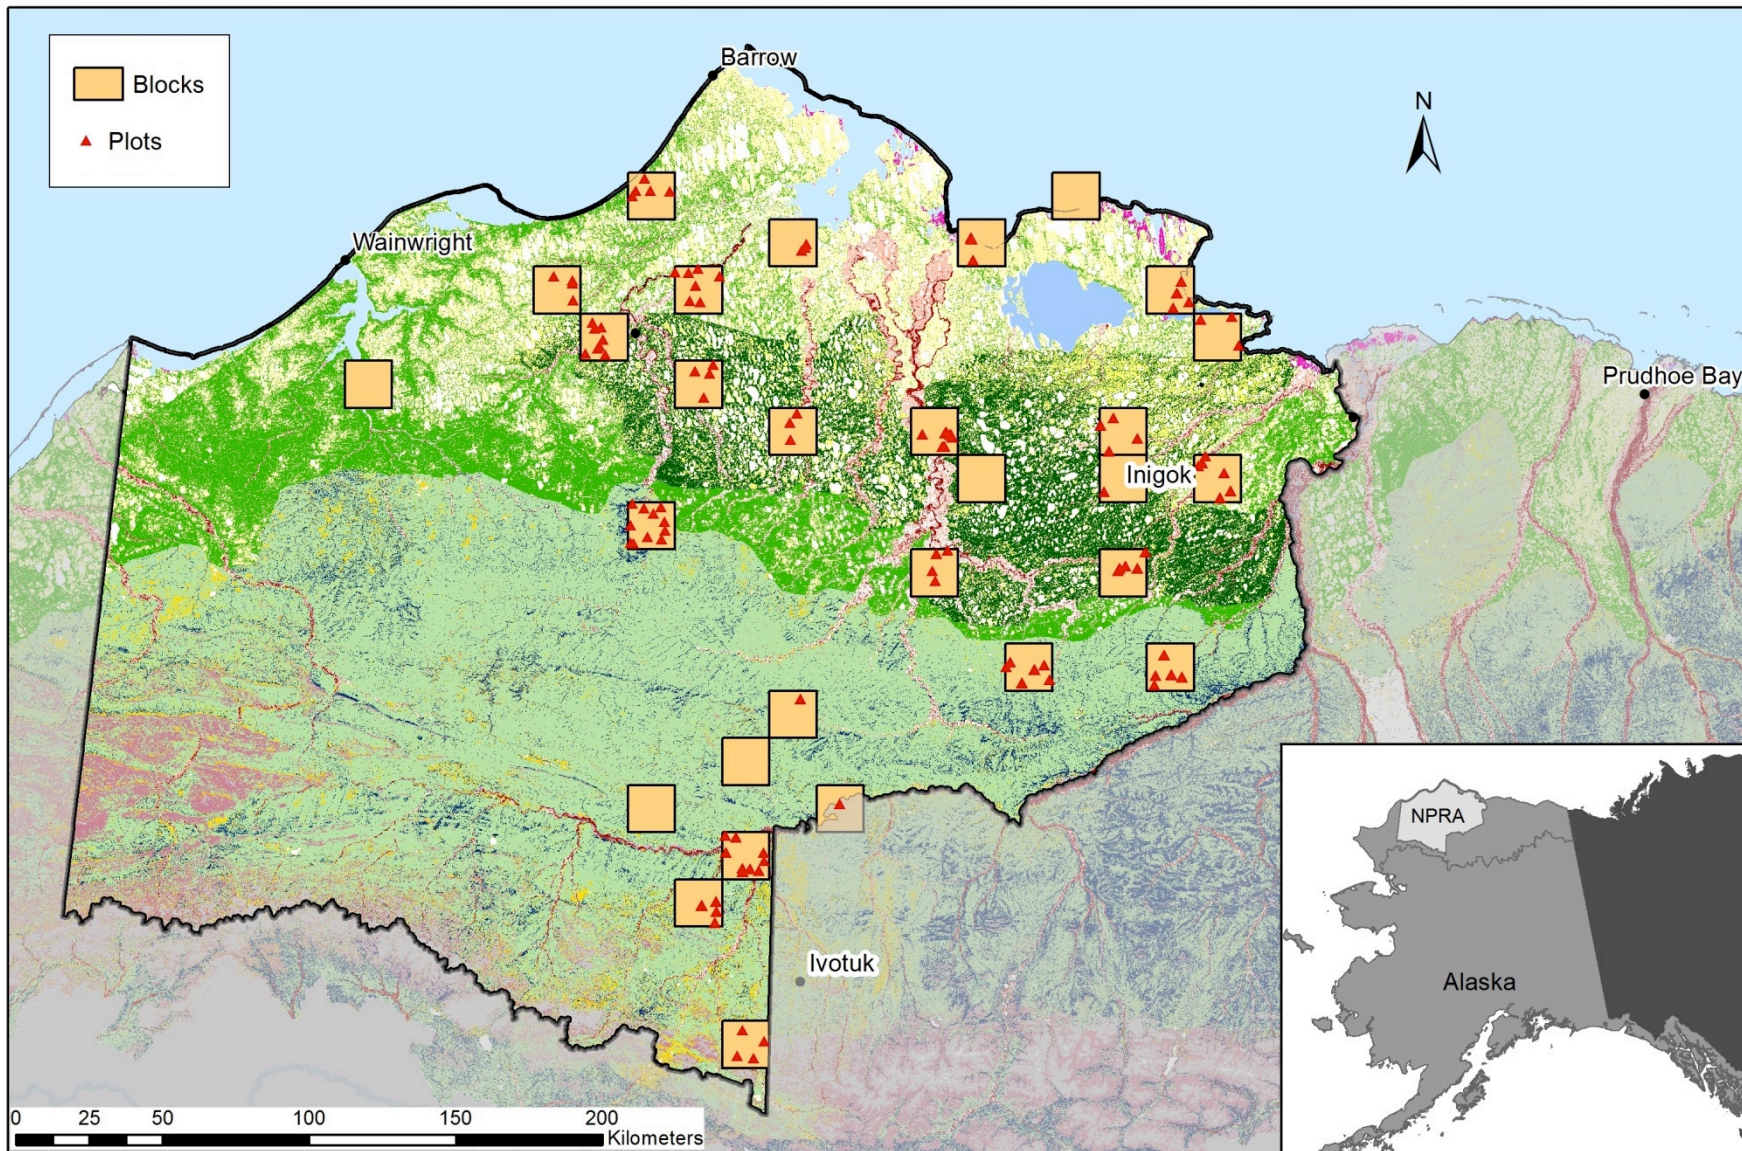 Barrow
Blocks
Plots
N
Wainwright
Prudhoe Bay
Inigok
NPRA
Ivotuk
Alaska
0 25 50 100 150 200
Kilometers